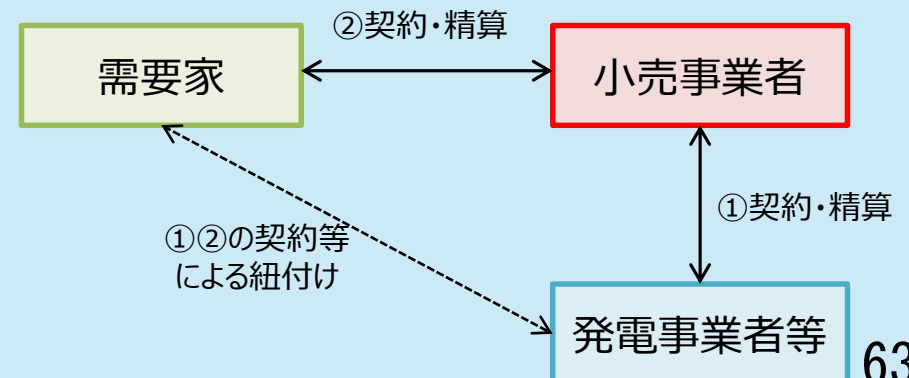 ②契約・精算
需要家
小売事業者
①契約・精算
①②の契約等
による紐付け
発電事業者等
63